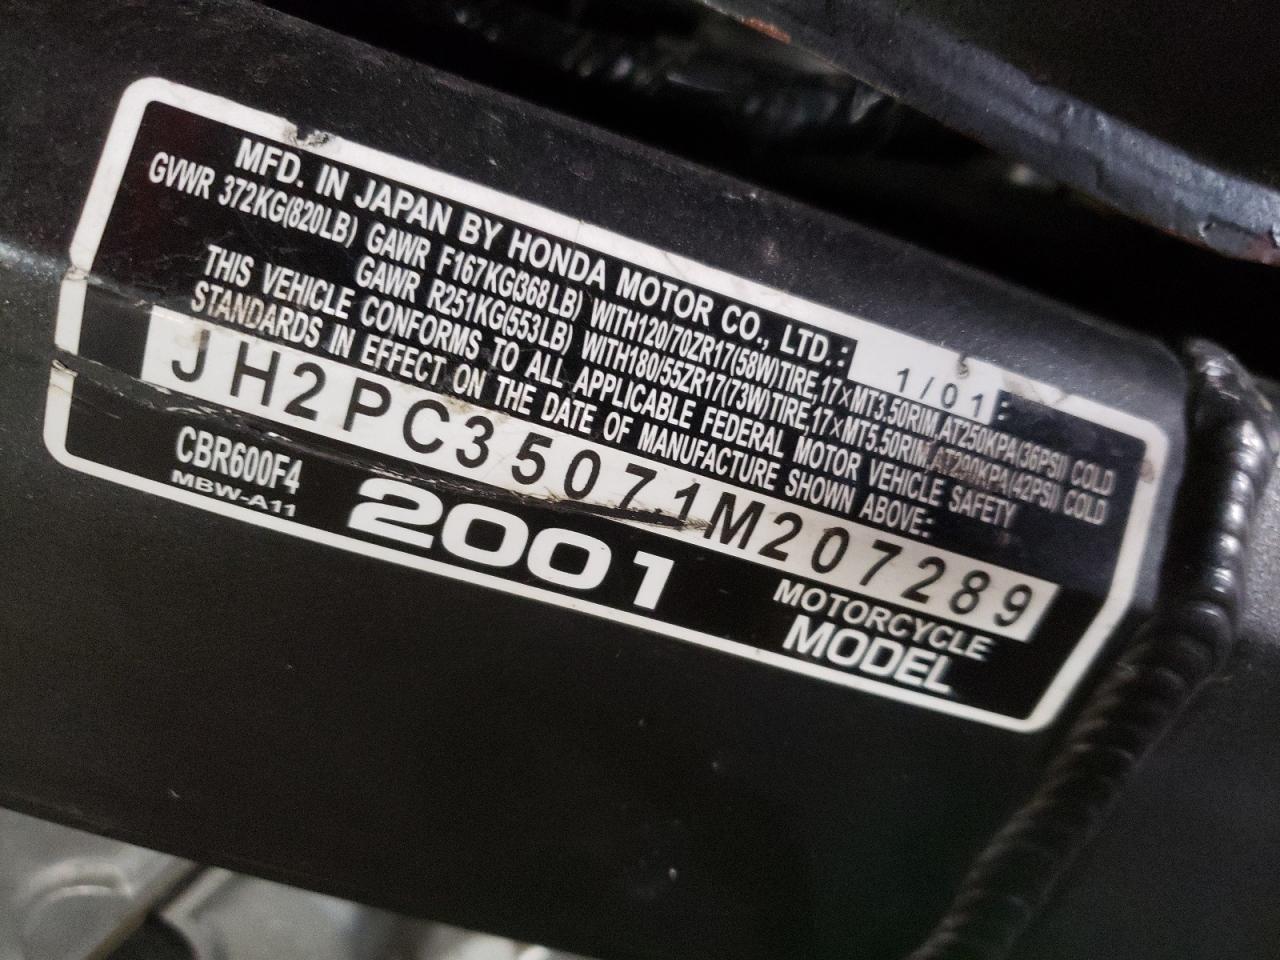 MFD. IN JAPAN BY HONDA MOTOR CO., LTD.: 1/01:
GVWR 372KG(820LB) GAWR F167KG(368LB) WITH120/70ZR17(58W)TIRE,17×MT3.50RIM,AT250KPA(36PSI) COLD
GAWR R251KG(553LB) WITH180/55ZR17(73W)TIRE,17×MT5.50RIM,AT290KPA(42PSI) COLD
THIS VEHICLE CONFORMS TO ALL APPLICABLE FEDERAL MOTOR VEHICLE SAFETY
STANDARDS IN EFFECT ON THE DATE OF MANUFACTURE SHOWN ABOVE:
JH2PC35071M207289
CBR600F4
MBW-A11
2001
MOTORCYCLE
MODEL